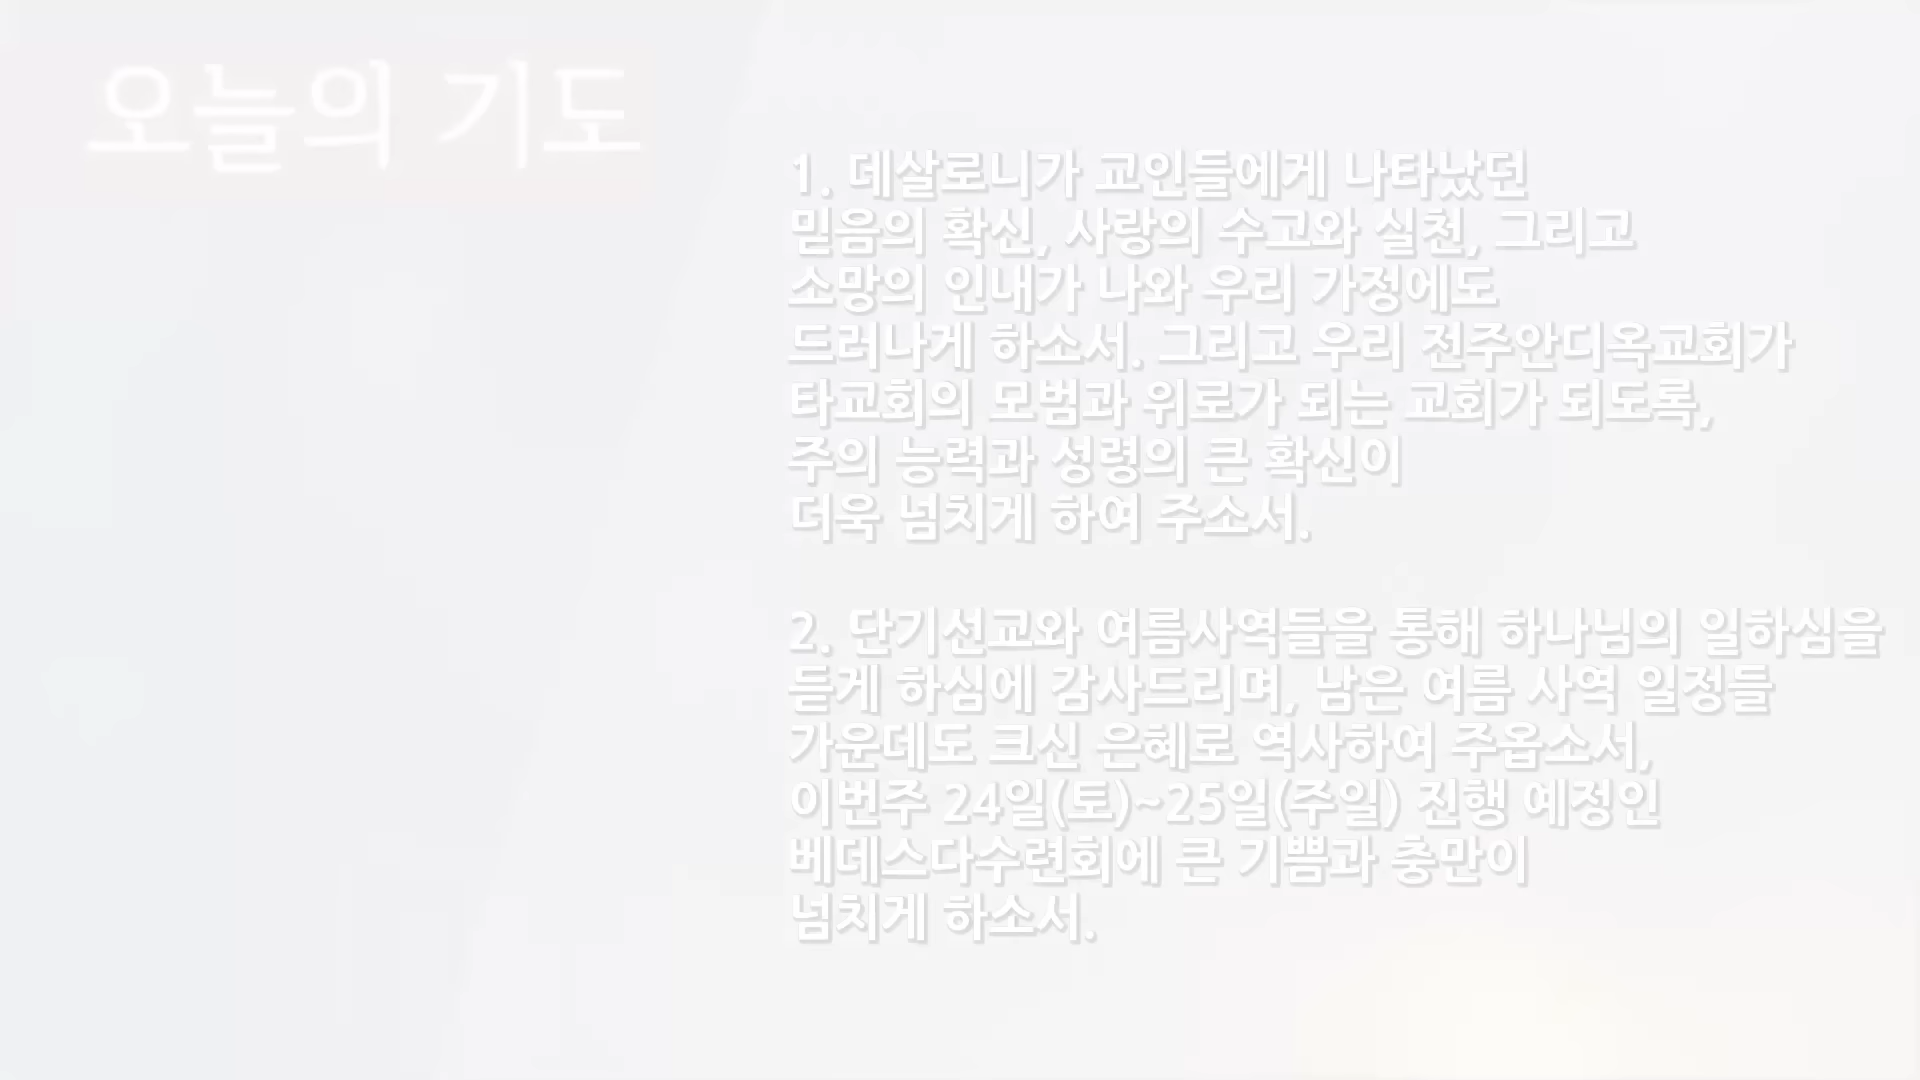 오늘의 기도
1. 데살로니가 교인들에게 나타났던
믿음의 확신, 사랑의 수고와 실천, 그리고
소망의 인내가 나와 우리 가정에도
드러나게 하소서. 그리고 우리 전주안디옥교회가
타교회의 모범과 위로가 되는 교회가 되도록,
주의 능력과 성령의 큰 확신이
더욱 넘치게 하여 주소서.
2. 단기선교와 여름사역들을 통해 하나님의 일하심을
듣게 하심에 감사드리며, 남은 여름 사역 일정들
가운데도 크신 은혜로 역사하여 주옵소서,
이번주 24일(토)~25일(주일) 진행 예정인
베데스다수련회에 큰 기쁨과 충만이
넘치게 하소서.